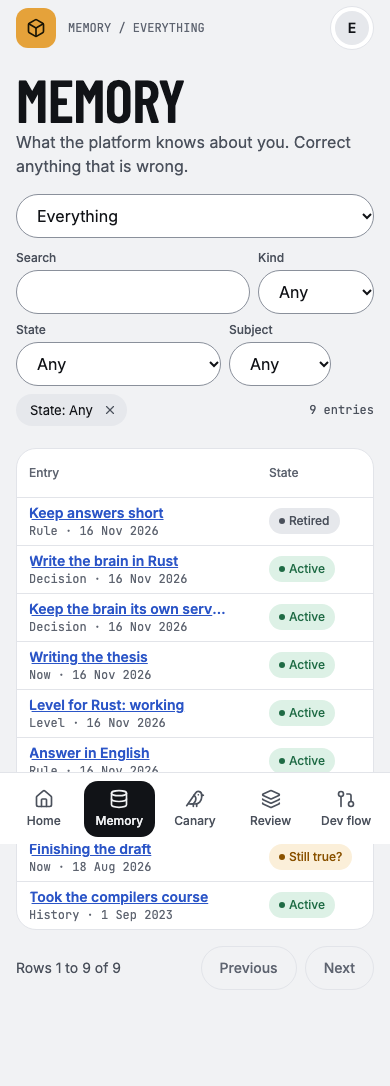 MEMORY / EVERYTHING
E
MEMORY
What the platform knows about you. Correct
anything that is wrong.
Everything
Search
Kind
Any
State
Subject
Any
Any
State: Any ×
9 entries
Entry
State
Keep answers short
Rule · 16 Nov 2026
Retired
Write the brain in Rust
Decision · 16 Nov 2026
Active
Keep the brain its own serv…
Decision · 16 Nov 2026
Active
Writing the thesis
Now · 16 Nov 2026
Active
Level for Rust: working
Level · 16 Nov 2026
Active
Answer in English
Rule · 16 Nov 2026
Active
Home
Memory
Canary
Review
Dev flow
Finishing the draft
Now · 18 Aug 2026
Still true?
Took the compilers course
History · 1 Sep 2023
Active
Rows 1 to 9 of 9
Previous
Next